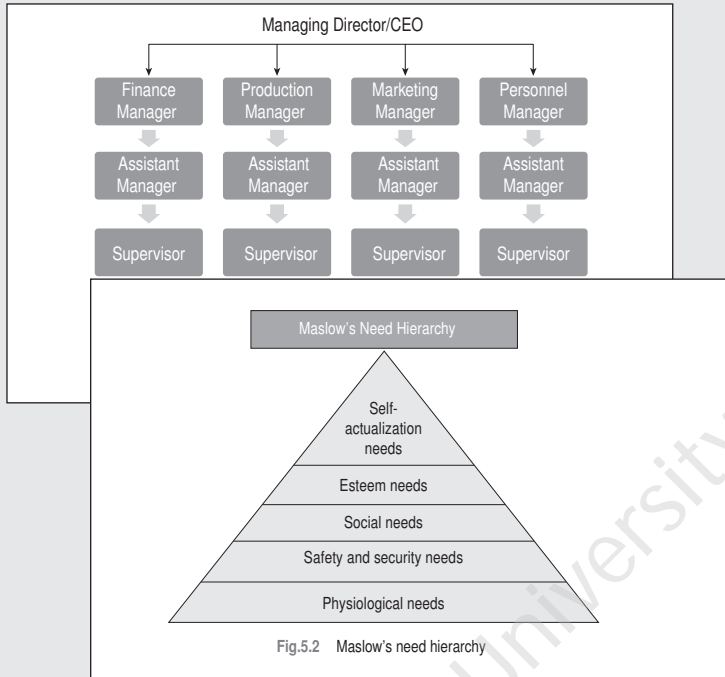 Managing Director/CEO
Finance
Manager
Production
Manager
Marketing
Manager
Personnel
Manager
Assistant
Manager
Assistant
Manager
Assistant
Manager
Assistant
Manager
Supervisor
Supervisor
Supervisor
Supervisor
Maslow's Need Hierarchy
Self-
actualization
needs
Esteem needs
Social needs
Safety and security needs
Physiological needs
Fig.5.2 Maslow's need hierarchy
University